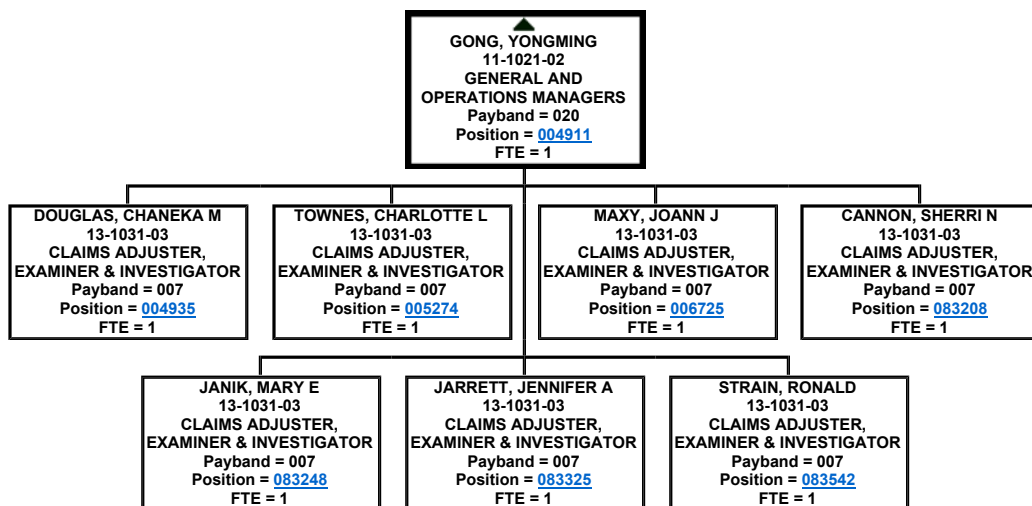 GONG, YONGMING
11-1021-02
GENERAL AND
OPERATIONS MANAGERS
Payband = 020
Position = 004911
FTE = 1
DOUGLAS, CHANEKA M
13-1031-03
CLAIMS ADJUSTER,
EXAMINER & INVESTIGATOR
Payband = 007
Position = 004935
FTE = 1
TOWNES, CHARLOTTE L
13-1031-03
CLAIMS ADJUSTER,
EXAMINER & INVESTIGATOR
Payband = 007
Position = 005274
FTE = 1
MAXY, JOANN J
13-1031-03
CLAIMS ADJUSTER,
EXAMINER & INVESTIGATOR
Payband = 007
Position = 006725
FTE = 1
CANNON, SHERRI N
13-1031-03
CLAIMS ADJUSTER,
EXAMINER & INVESTIGATOR
Payband = 007
Position = 083208
FTE = 1
JANIK, MARY E
13-1031-03
CLAIMS ADJUSTER,
EXAMINER & INVESTIGATOR
Payband = 007
Position = 083248
FTE = 1
JARRETT, JENNIFER A
13-1031-03
CLAIMS ADJUSTER,
EXAMINER & INVESTIGATOR
Payband = 007
Position = 083325
FTE = 1
STRAIN, RONALD
13-1031-03
CLAIMS ADJUSTER,
EXAMINER & INVESTIGATOR
Payband = 007
Position = 083542
FTE = 1